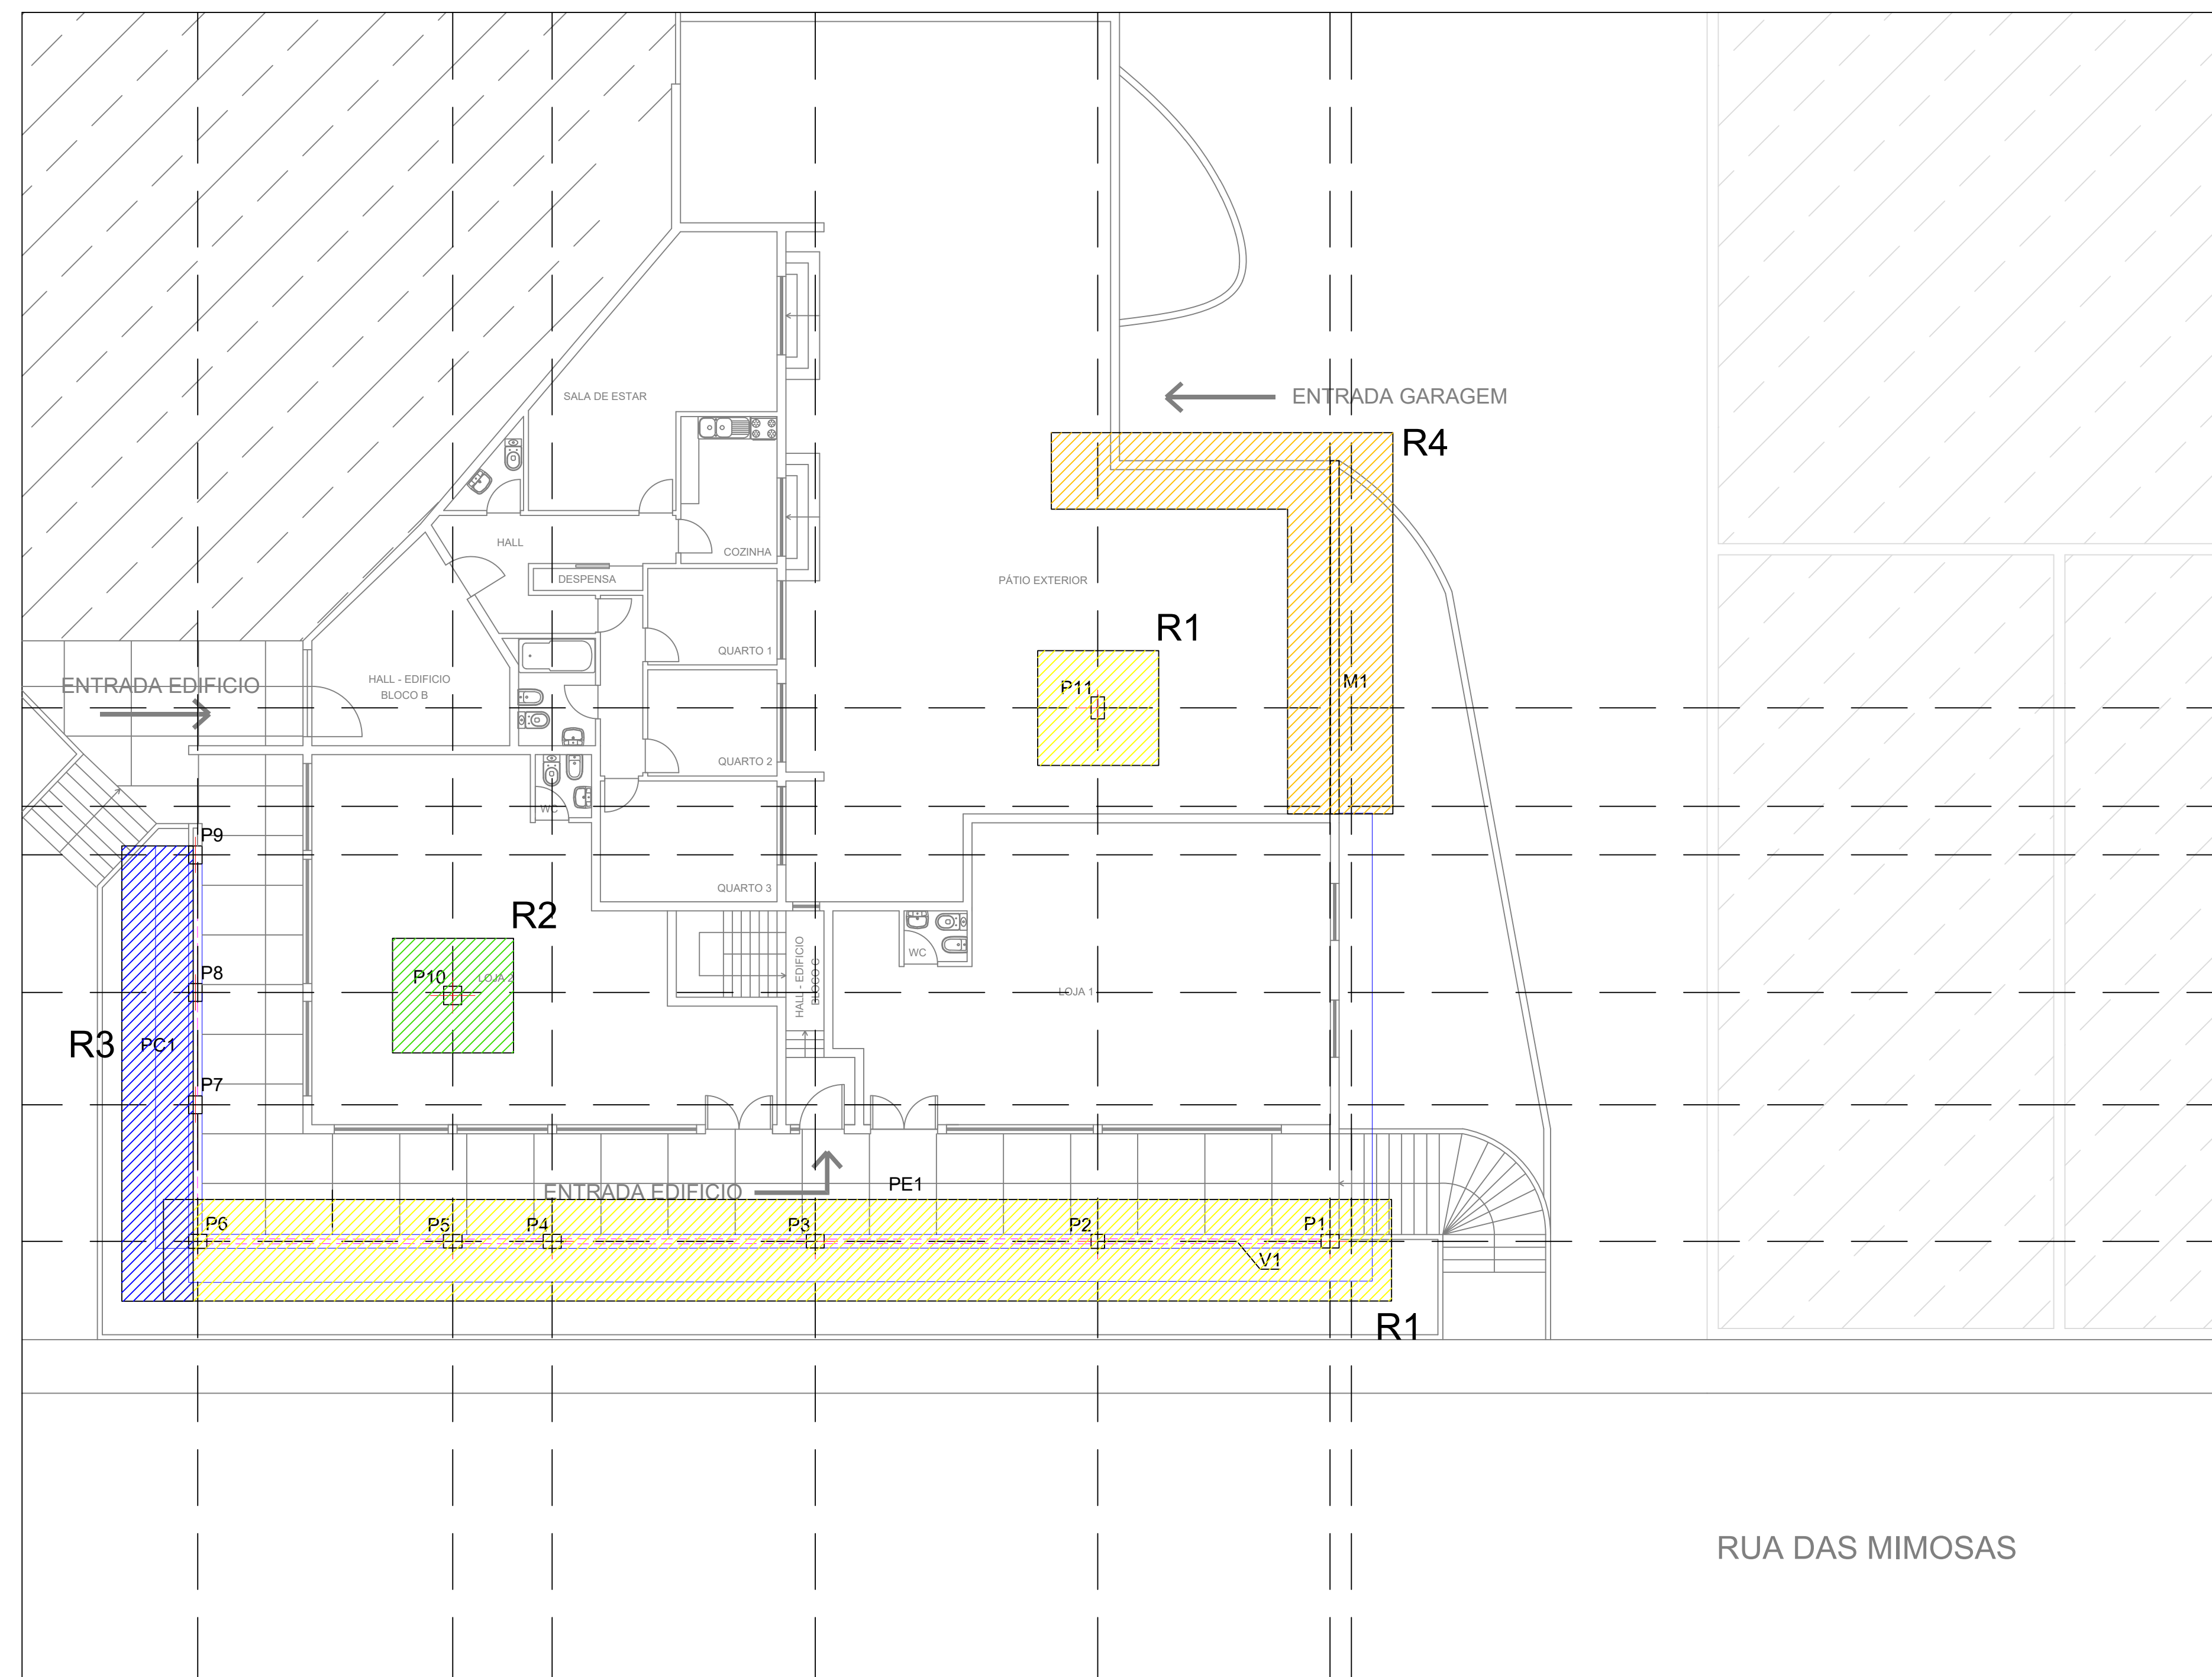 ENTRADA GARAGEM
R4
SALA DE ESTAR
HALL
COZINHA
DESPENSA
PÁTIO EXTERIOR
R1
QUARTO 1
HALL - EDIFICIO
BLOCO B
ENTRADA EDIFICIO
P11
M1
QUARTO 2
WC
P9
QUARTO 3
R2
P8
P10
LOJA 2
HALL - EDIFICIO
BLOCO C
WC
LOJA 1
R3
PC1
P7
ENTRADA EDIFICIO
PE1
P6
P5
P4
P3
P2
P1
V1
R1
RUA DAS MIMOSAS